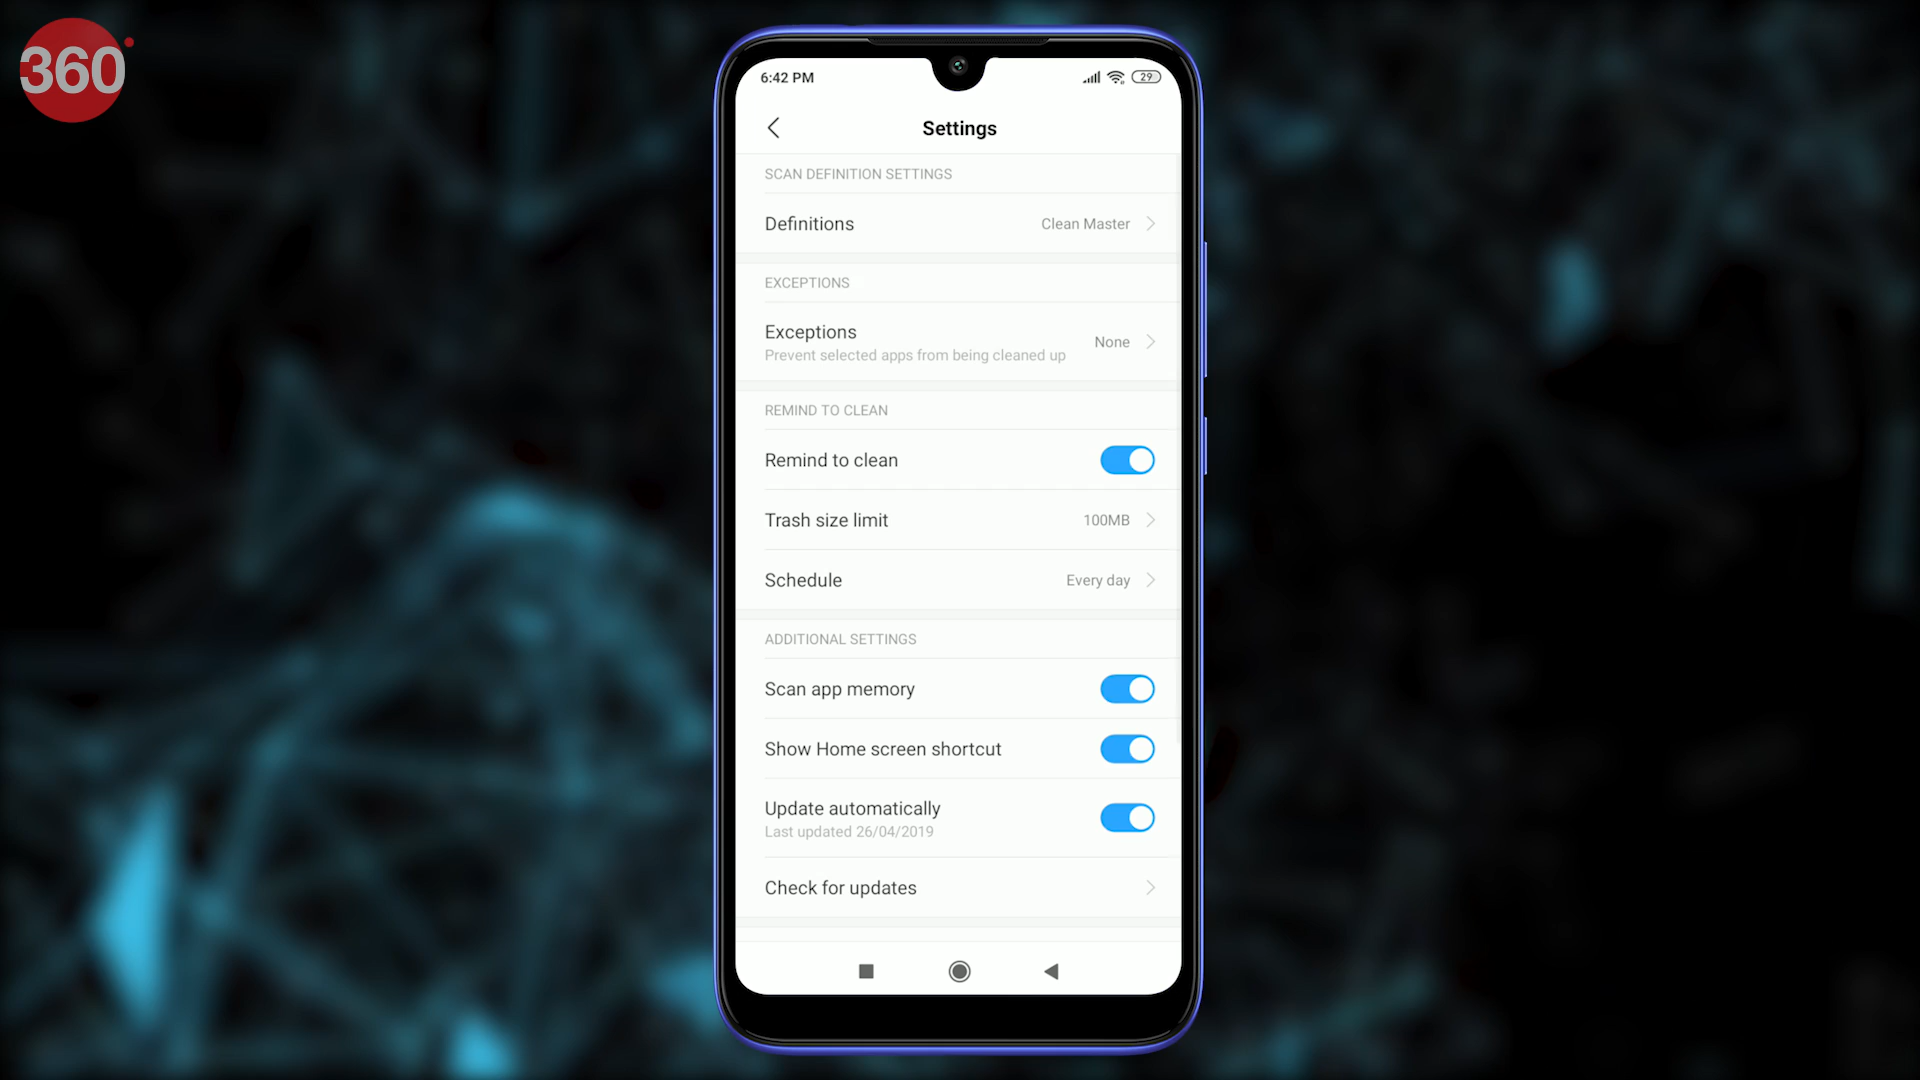 360
6:42 PM
29
Settings
SCAN DEFINITION SETTINGS
Definitions
Clean Master
EXCEPTIONS
Exceptions
Prevent selected apps from being cleaned up
None
REMIND TO CLEAN
Remind to clean
Trash size limit
100MB
Schedule
Every day
ADDITIONAL SETTINGS
Scan app memory
Show Home screen shortcut
Update automatically
Last updated 26/04/2019
Check for updates